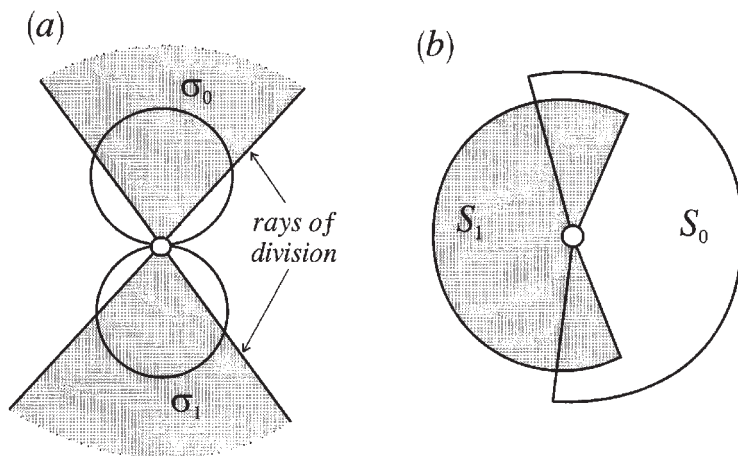 (a)
σ₀
rays of
division
σ₁
(b)
S₁
S₀